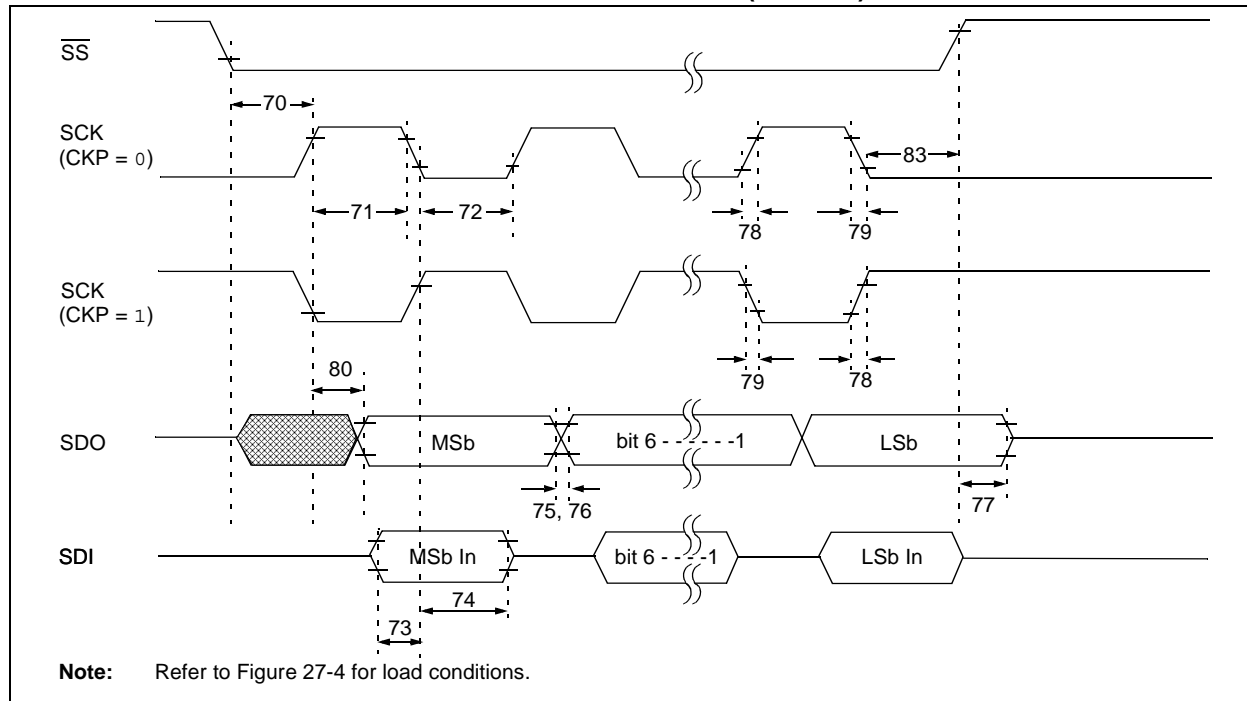 SS
70
SCK
(CKP = 0)
83
71
72
78
79
SCK
(CKP = 1)
79
78
80
SDO
MSb
bit 6 - - - - - -1
LSb
75, 76
77
SDI
MSb In
bit 6 - - - -1
LSb In
74
73
Note: Refer to Figure 27-4 for load conditions.